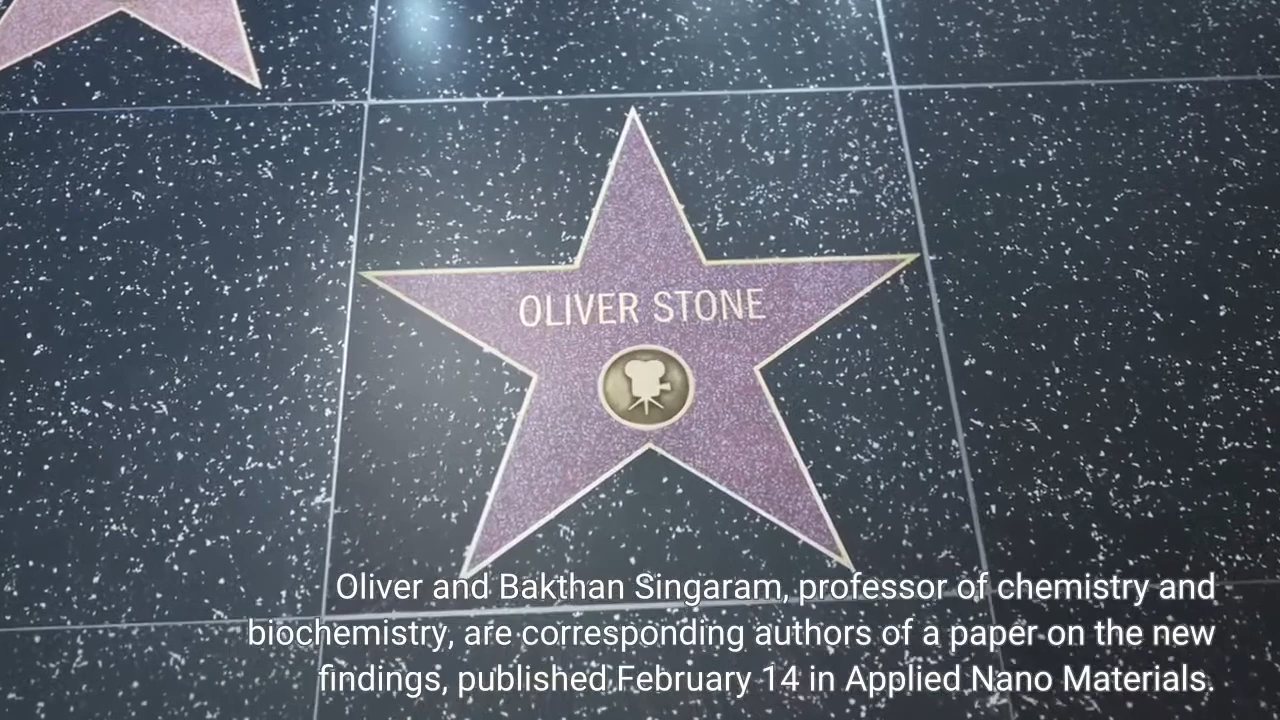 OLIVER STONE
Oliver and Bakthan Singaram, professor of chemistry and
biochemistry, are corresponding authors of a paper on the new
findings, published February 14 in Applied Nano Materials.